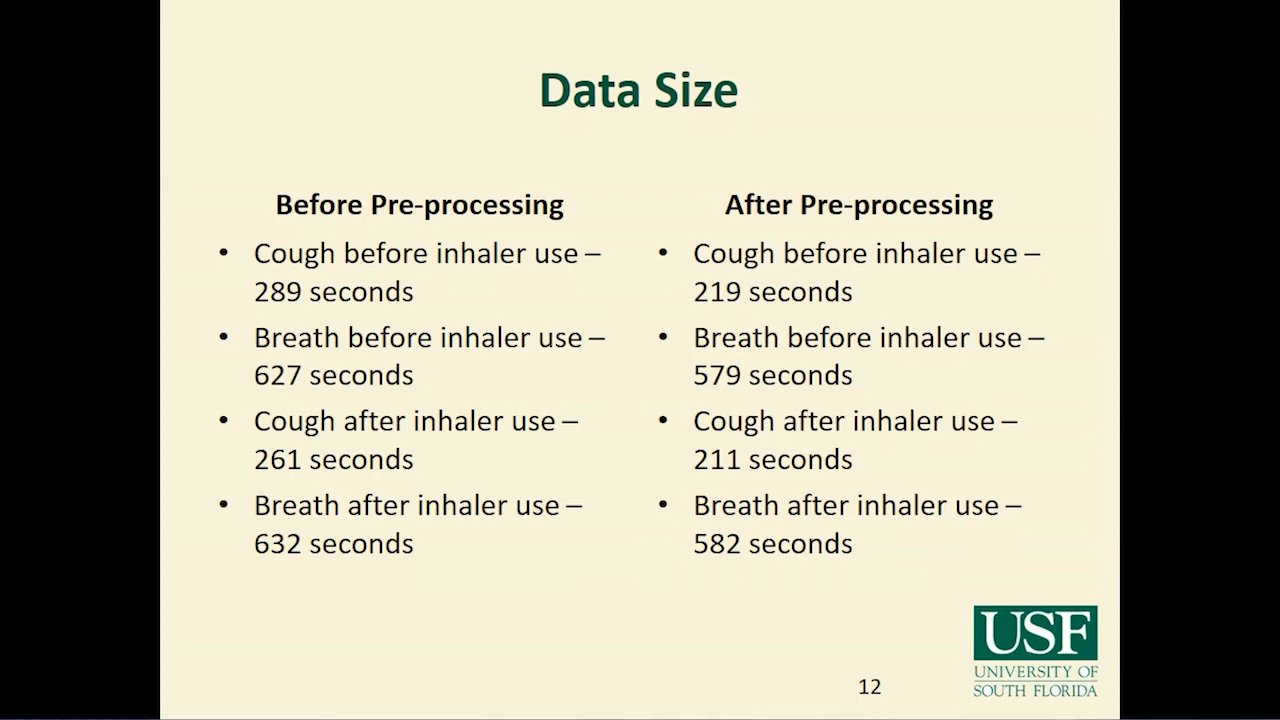 Data Size
Before Pre-processing
• Cough before inhaler use –
289 seconds
• Breath before inhaler use –
627 seconds
• Cough after inhaler use –
261 seconds
• Breath after inhaler use –
632 seconds
After Pre-processing
• Cough before inhaler use –
219 seconds
• Breath before inhaler use –
579 seconds
• Cough after inhaler use –
211 seconds
• Breath after inhaler use –
582 seconds
12
USF
UNIVERSITY OF
SOUTH FLORIDA